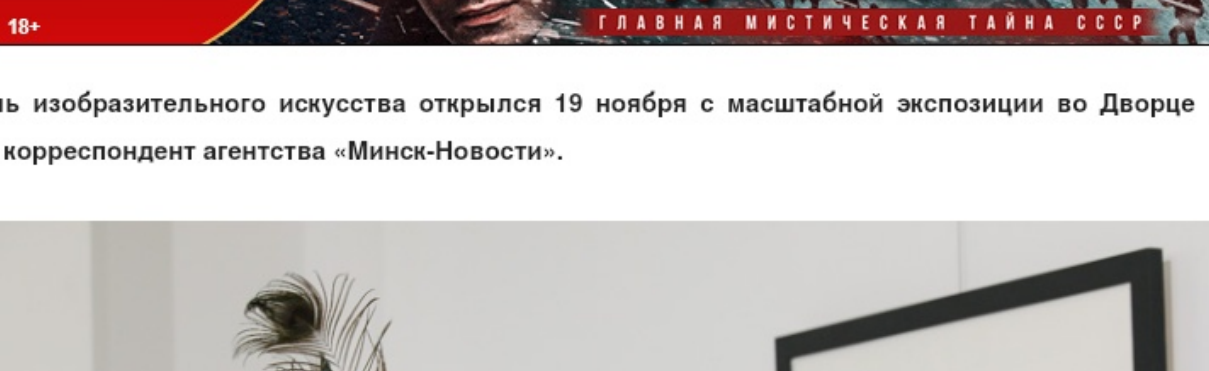 18+
ГЛАВНАЯ МИСТИЧЕСКАЯ ТАЙНА СССР
изобразительного искусства открылся 19 ноября с масштабной экспозиции во Дворце
корреспондент агентства «Минск-Новости».